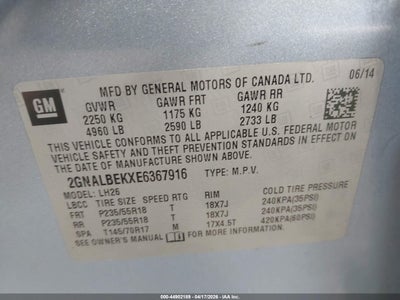 GM
MFD BY GENERAL MOTORS OF CANADA LTD.
06/14
GVWR GAWR FRT GAWR RR
2250 KG 1175 KG 1240 KG
4960 LB 2590 LB 2733 LB
THIS VEHICLE CONFORMS TO ALL APPLICABLE U.S. FEDERAL MOTOR
VEHICLE SAFETY AND THEFT PREVENTION STANDARDS IN EFFECT ON
THE DATE OF MANUFACTURE SHOWN ABOVE.
2GNALBEKXE6367916 TYPE: M.P.V.
MODEL: LH26
LBCC TIRE SIZE SPEED RTG RIM COLD TIRE PRESSURE
FRT P235/55R18 T 18X7J 240KPA(35PSI)
RR P235/55R18 T 18X7J 240KPA(35PSI)
SPA T145/70R17 M 17X4.5T 420KPA(60PSI)
SEE OWNER'S MANUAL FOR ADDITIONAL INFORMATION.
000-44902189 - 04/17/2026 - IAAI.COM